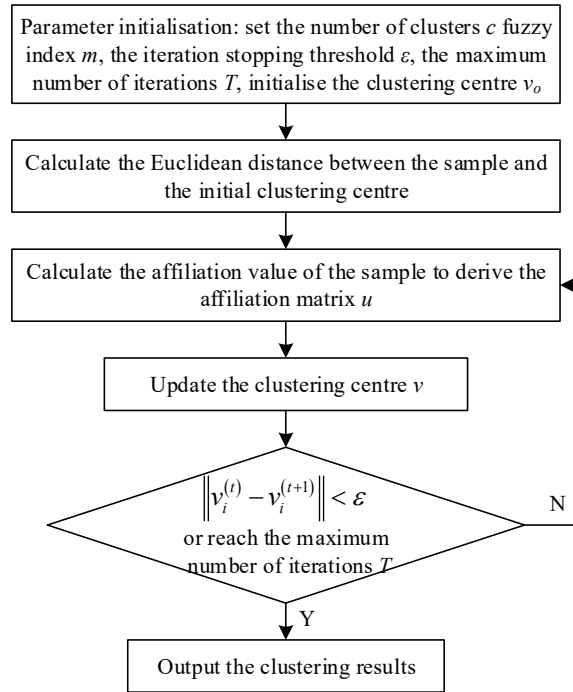 Parameter initialisation: set the number of clusters c fuzzy
index m, the iteration stopping threshold ε, the maximum
number of iterations T, initialise the clustering centre vₒ
Calculate the Euclidean distance between the sample and
the initial clustering centre
Calculate the affiliation value of the sample to derive the
affiliation matrix u
Update the clustering centre v
‖vᵢ⁽ᵗ⁾ − vᵢ⁽ᵗ⁺¹⁾‖ < ε
N
or reach the maximum
number of iterations T
Y
Output the clustering results